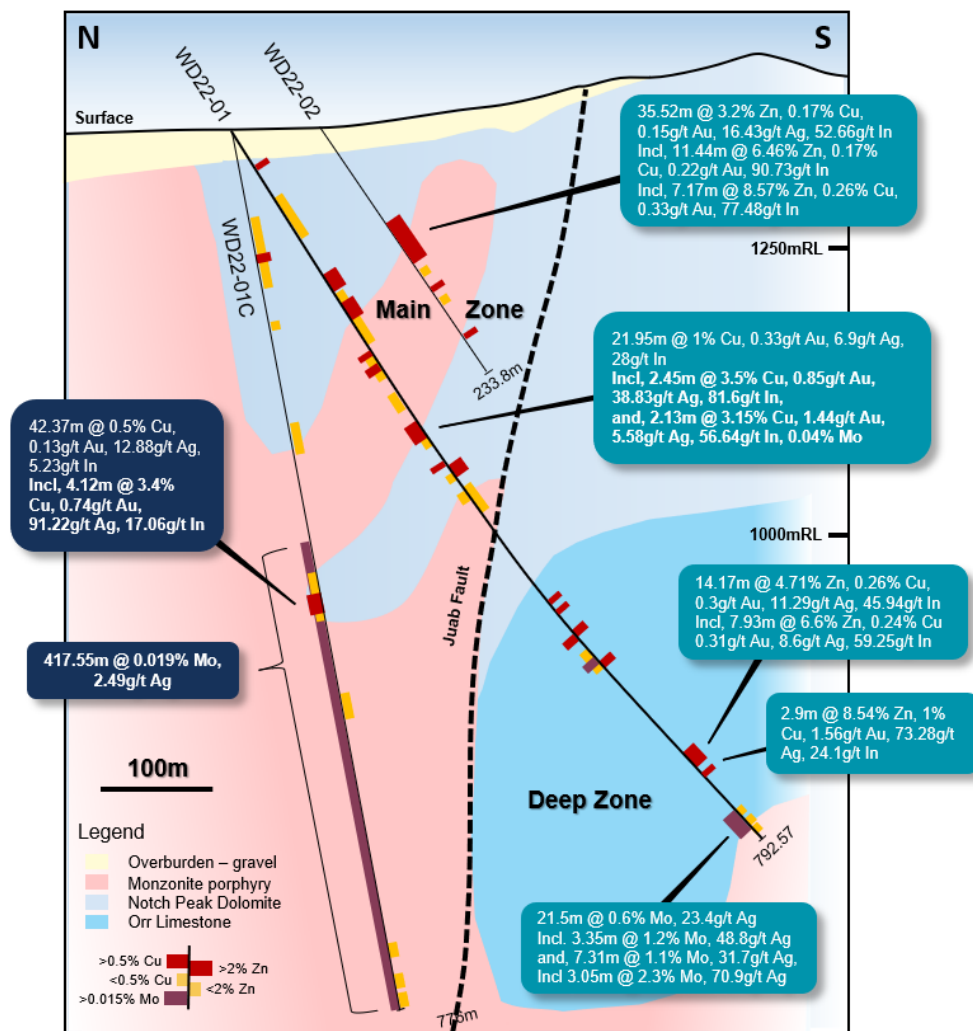 N
S
WD22-01
WD22-02
Surface
35.52m @ 3.2% Zn, 0.17% Cu,
0.15g/t Au, 16.43g/t Ag, 52.66g/t In
Incl, 11.44m @ 6.46% Zn, 0.17%
Cu, 0.22g/t Au, 90.73g/t In
Incl, 7.17m @ 8.57% Zn, 0.26% Cu,
0.33g/t Au, 77.48g/t In
WD22-01C
1250mRL
Main Zone
233.8m
21.95m @ 1% Cu, 0.33g/t Au, 6.9g/t Ag,
28g/t In
Incl, 2.45m @ 3.5% Cu, 0.85g/t Au,
38.83g/t Ag, 81.6g/t In,
and, 2.13m @ 3.15% Cu, 1.44g/t Au,
5.58g/t Ag, 56.64g/t In, 0.04% Mo
42.37m @ 0.5% Cu,
0.13g/t Au, 12.88g/t Ag,
5.23g/t In
Incl, 4.12m @ 3.4%
Cu, 0.74g/t Au,
91.22g/t Ag, 17.06g/t In
1000mRL
Juab Fault
14.17m @ 4.71% Zn, 0.26% Cu,
0.3g/t Au, 11.29g/t Ag, 45.94g/t In
Incl, 7.93m @ 6.6% Zn, 0.24% Cu
0.31g/t Au, 8.6g/t Ag, 59.25g/t In
417.55m @ 0.019% Mo,
2.49g/t Ag
2.9m @ 8.54% Zn, 1%
Cu, 1.56g/t Au, 73.28g/t
Ag, 24.1g/t In
100m
Deep Zone
792.57
Legend
Overburden – gravel
Monzonite porphyry
Notch Peak Dolomite
Orr Limestone
>0.5% Cu
>2% Zn
<0.5% Cu
<2% Zn
>0.015% Mo
21.5m @ 0.6% Mo, 23.4g/t Ag
Incl. 3.35m @ 1.2% Mo, 48.8g/t Ag
and, 7.31m @ 1.1% Mo, 31.7g/t Ag,
Incl 3.05m @ 2.3% Mo, 70.9g/t Ag